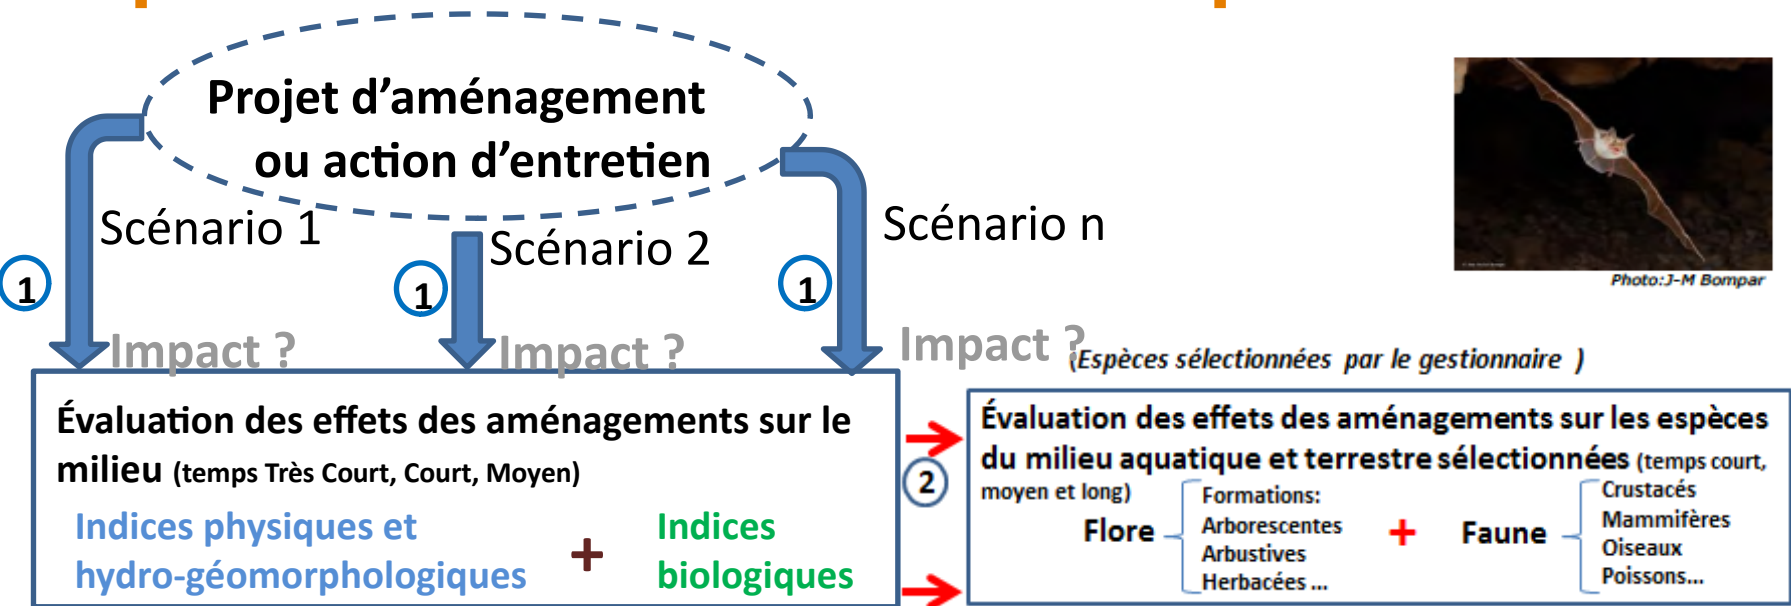 Projet d'aménagement
ou action d'entretien
Scénario 1
Scénario 2
Scénario n
1
1
1
Photo:J-M Bompar
Impact ?
Impact ?
Impact ?
(Espèces sélectionnées par le gestionnaire )
Évaluation des effets des aménagements sur le
milieu (temps Très Court, Court, Moyen)
Indices physiques et
hydro-géomorphologiques
+
Indices
biologiques
2
Évaluation des effets des aménagements sur les espèces
du milieu aquatique et terrestre sélectionnées (temps court,
moyen et long)
Flore
Formations:
Arborescentes
Arbustives
Herbacées ...
+
Faune
Crustacés
Mammifères
Oiseaux
Poissons...